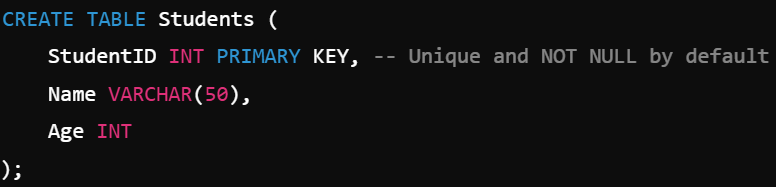 CREATE TABLE Students (
    StudentID INT PRIMARY KEY, -- Unique and NOT NULL by default
    Name VARCHAR(50),
    Age INT
);